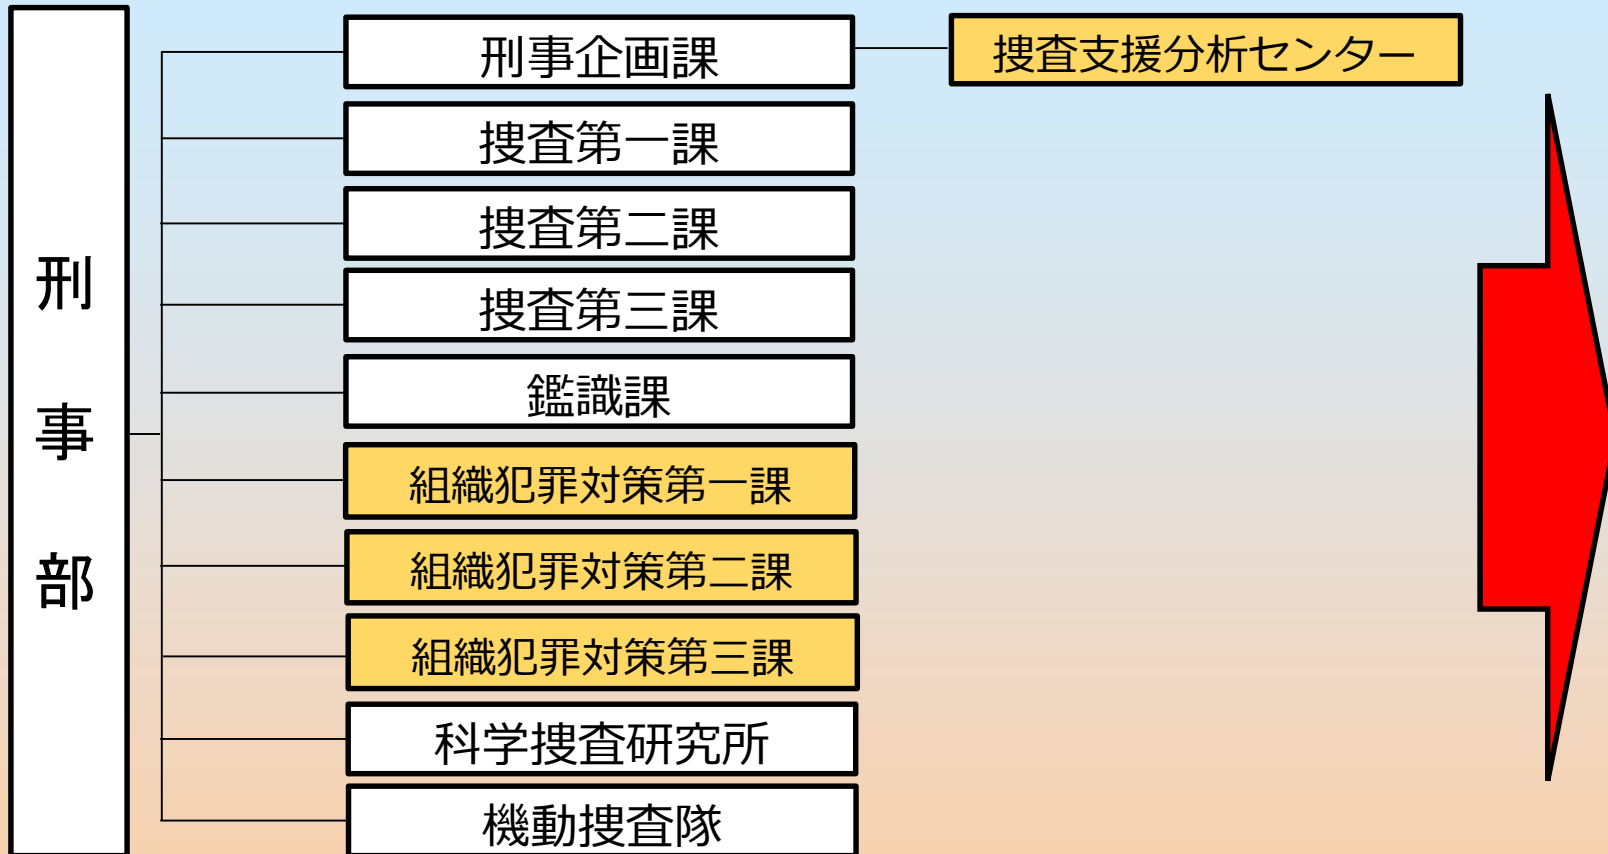 刑事部
刑事企画課
捜査支援分析センター
捜査第一課
捜査第二課
捜査第三課
鑑識課
組織犯罪対策第一課
組織犯罪対策第二課
組織犯罪対策第三課
科学捜査研究所
機動捜査隊